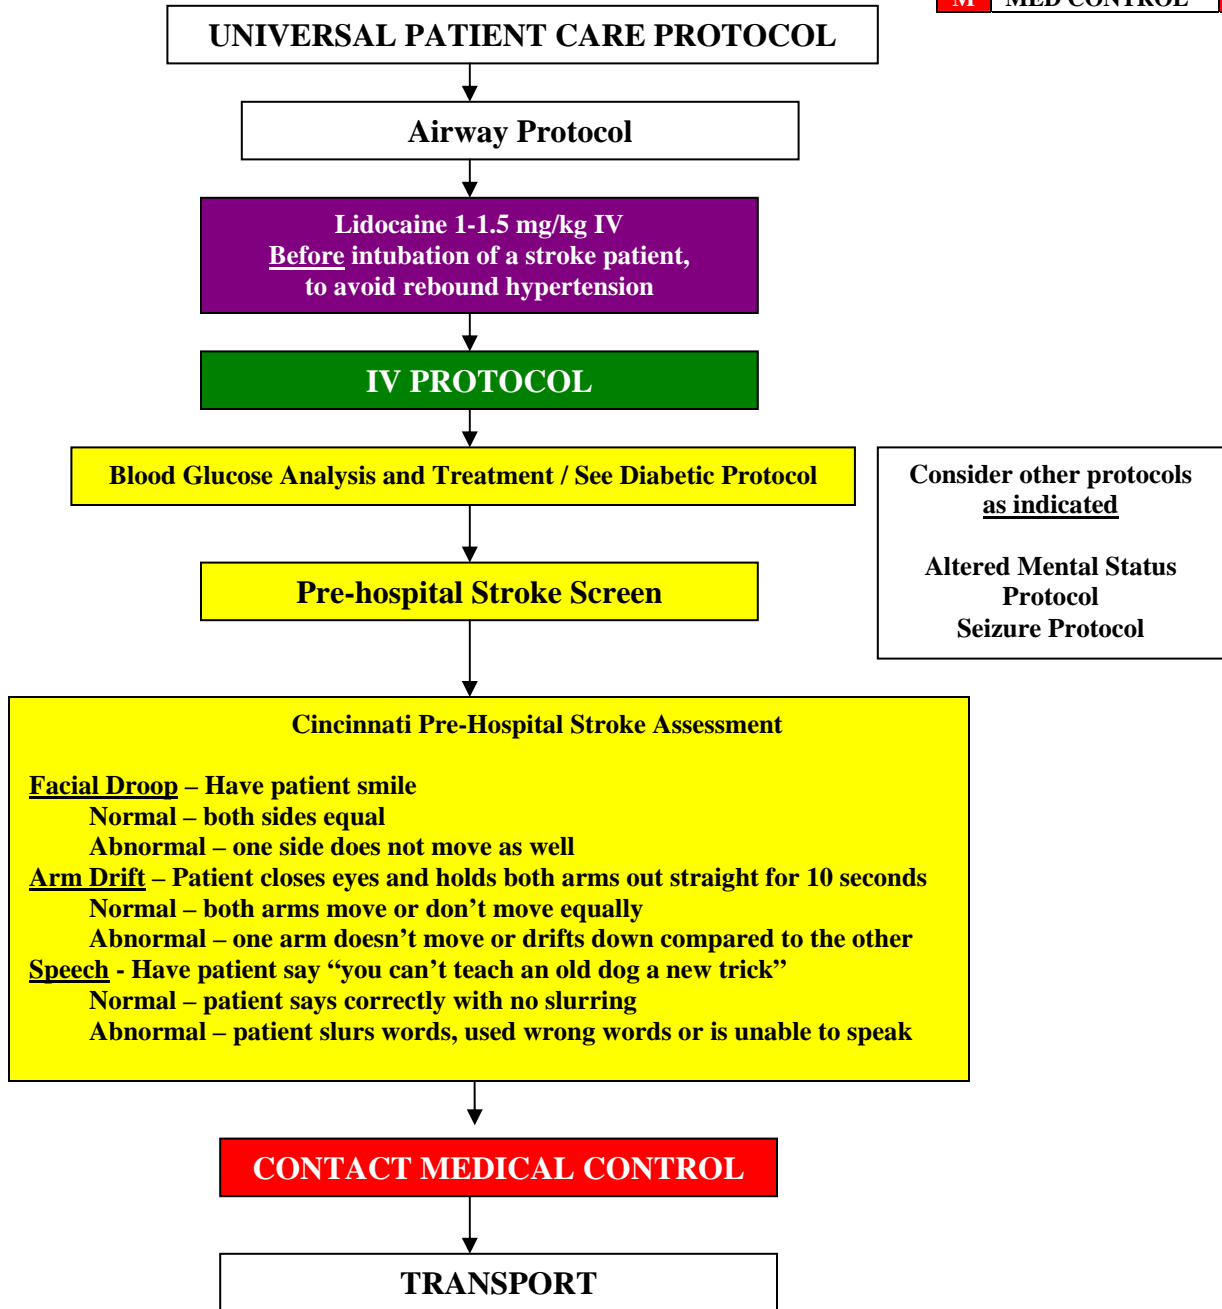 M MED CONTROL
UNIVERSAL PATIENT CARE PROTOCOL
Airway Protocol
Lidocaine 1-1.5 mg/kg IV
Before intubation of a stroke patient,
to avoid rebound hypertension
IV PROTOCOL
Blood Glucose Analysis and Treatment / See Diabetic Protocol
Consider other protocols
as indicated
Altered Mental Status
Protocol
Seizure Protocol
Pre-hospital Stroke Screen
Cincinnati Pre-Hospital Stroke Assessment
Facial Droop – Have patient smile
Normal – both sides equal
Abnormal – one side does not move as well
Arm Drift – Patient closes eyes and holds both arms out straight for 10 seconds
Normal – both arms move or don’t move equally
Abnormal – one arm doesn’t move or drifts down compared to the other
Speech - Have patient say “you can’t teach an old dog a new trick”
Normal – patient says correctly with no slurring
Abnormal – patient slurs words, used wrong words or is unable to speak
CONTACT MEDICAL CONTROL
TRANSPORT